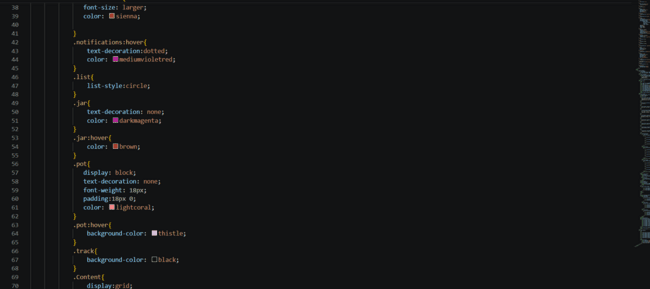 38 font-size: larger;
39 color: sienna;
40
41 }
42 .notifications:hover{
43 text-decoration:dotted;
44 color: mediumvioletred;
45 }
46 .list{
47 list-style:circle;
48 }
49 .jar{
50 text-decoration: none;
51 color: darkmagenta;
52 }
53 .jar:hover{
54 color: brown;
55 }
56 .pot{
57 display: block;
58 text-decoration: none;
59 font-weight: 18px;
60 padding:18px 0;
61 color: lightcoral;
62 }
63 .pot:hover{
64 background-color: thistle;
65 }
66 .track{
67 background-color: black;
68 }
69 .Content{
70 display:grid;